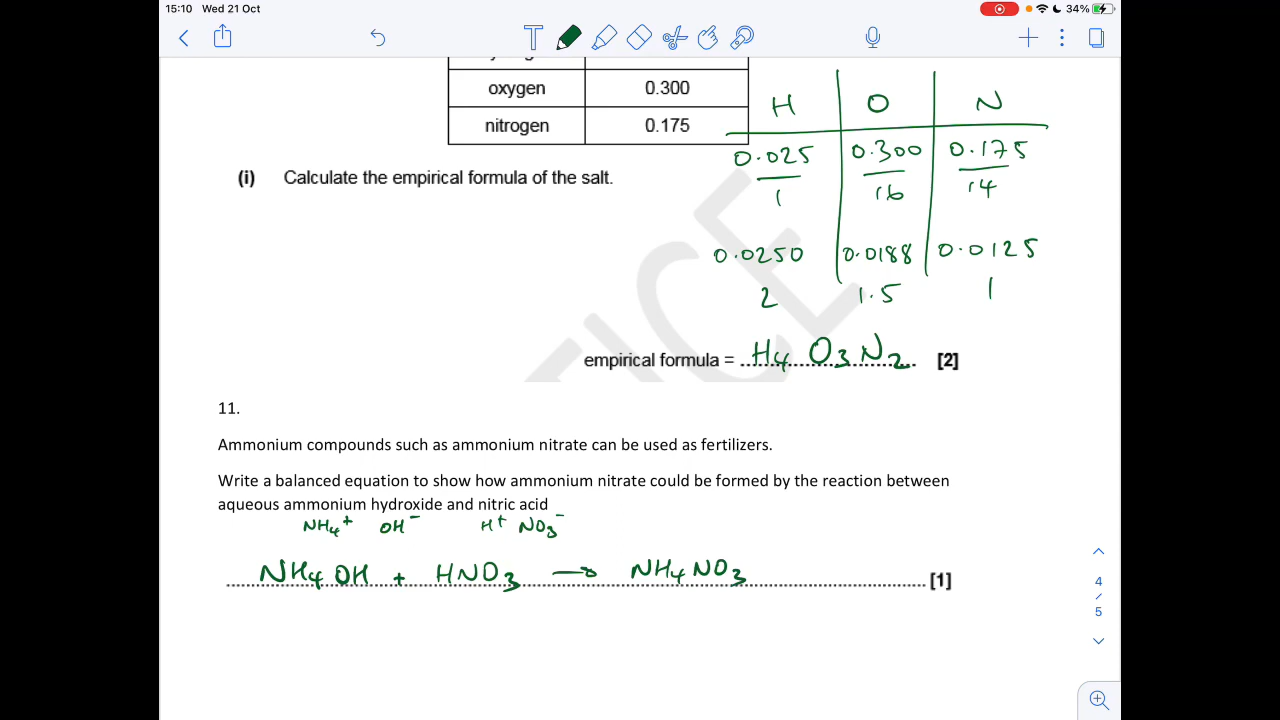 15:10 Wed 21 Oct 34%
oxygen 0.300
nitrogen 0.175
H O N
0.025 0.300 0.175
1 16 14
0.0250 0.0188 0.0125
2 1.5 1
(i) Calculate the empirical formula of the salt.
empirical formula = H4 O3 N2 [2]
11.
Ammonium compounds such as ammonium nitrate can be used as fertilizers.
Write a balanced equation to show how ammonium nitrate could be formed by the reaction between
aqueous ammonium hydroxide and nitric acid
NH4+ OH- H+ NO3-
NH4OH + HNO3 → NH4NO3 [1]
4
/
5